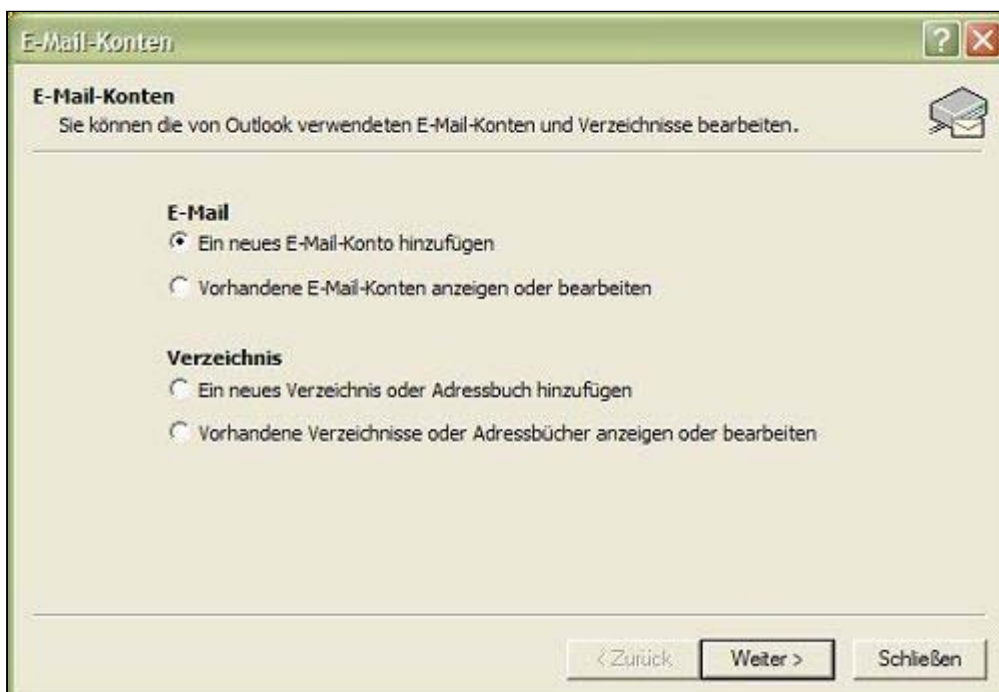 E-Mail-Konten
?
E-Mail-Konten
Sie können die von Outlook verwendeten E-Mail-Konten und Verzeichnisse bearbeiten.
E-Mail
Ein neues E-Mail-Konto hinzufügen
Vorhandene E-Mail-Konten anzeigen oder bearbeiten
Verzeichnis
Ein neues Verzeichnis oder Adressbuch hinzufügen
Vorhandene Verzeichnisse oder Adressbücher anzeigen oder bearbeiten
< Zurück Weiter > Schließen